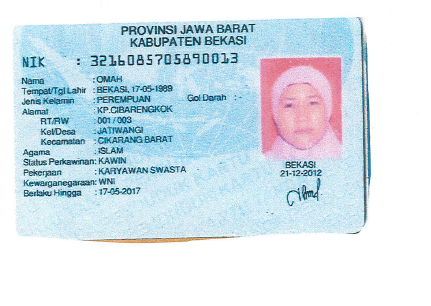 PROVINSI JAWA BARAT
KABUPATEN BEKASI
NIK : 3216085705890013
Nama : OMAH
Tempat/Tgl Lahir : BEKASI, 17-05-1989
Jenis Kelamin : PEREMPUAN Gol Darah : -
Alamat : KP.CIBARENGKOK
RT/RW : 001 / 003
Kel/Desa : JATIWANGI
Kecamatan : CIKARANG BARAT
Agama : ISLAM
Status Perkawinan: KAWIN
Pekerjaan : KARYAWAN SWASTA
Kewarganegaraan: WNI
Berlaku Hingga : 17-05-2017
BEKASI
21-12-2012